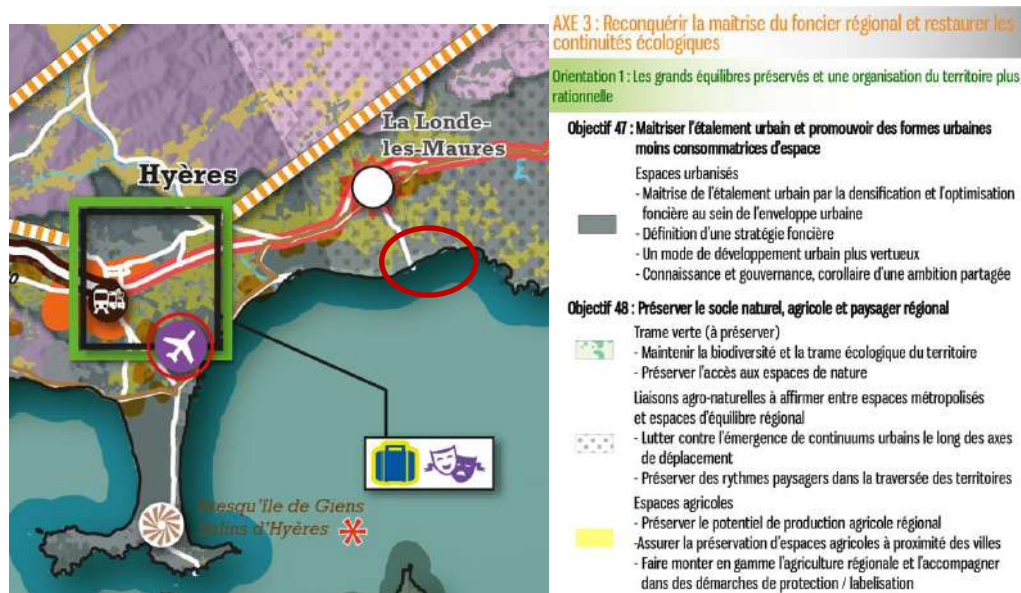 La Londe-
les-Maures
Hyères
Presqu'île de Giens
Salins d'Hyères
AXE 3 : Reconquérir la maitrise du foncier régional et restaurer les
continuités écologiques
Orientation 1 : Les grands équilibres préservés et une organisation du territoire plus
rationnelle
Objectif 47 : Maitriser l'étalement urbain et promouvoir des formes urbaines
moins consommatrices d'espace
Espaces urbanisés
- Maitrise de l'étalement urbain par la densification et l'optimisation
foncière au sein de l'enveloppe urbaine
- Définition d'une stratégie foncière
- Un mode de développement urbain plus vertueux
- Connaissance et gouvernance, corollaire d'une ambition partagée
Objectif 48 : Préserver le socle naturel, agricole et paysager régional
Trame verte (à préserver)
- Maintenir la biodiversité et la trame écologique du territoire
- Préserver l'accès aux espaces de nature
Liaisons agro-naturelles à affirmer entre espaces métropolisés
et espaces d'équilibre régional
- Lutter contre l'émergence de continuums urbains le long des axes
de déplacement
- Préserver des rythmes paysagers dans la traversée des territoires
Espaces agricoles
- Préserver le potentiel de production agricole régional
-Assurer la préservation d'espaces agricoles à proximité des villes
- Faire monter en gamme l'agriculture régionale et l'accompagner
dans des démarches de protection / labelisation